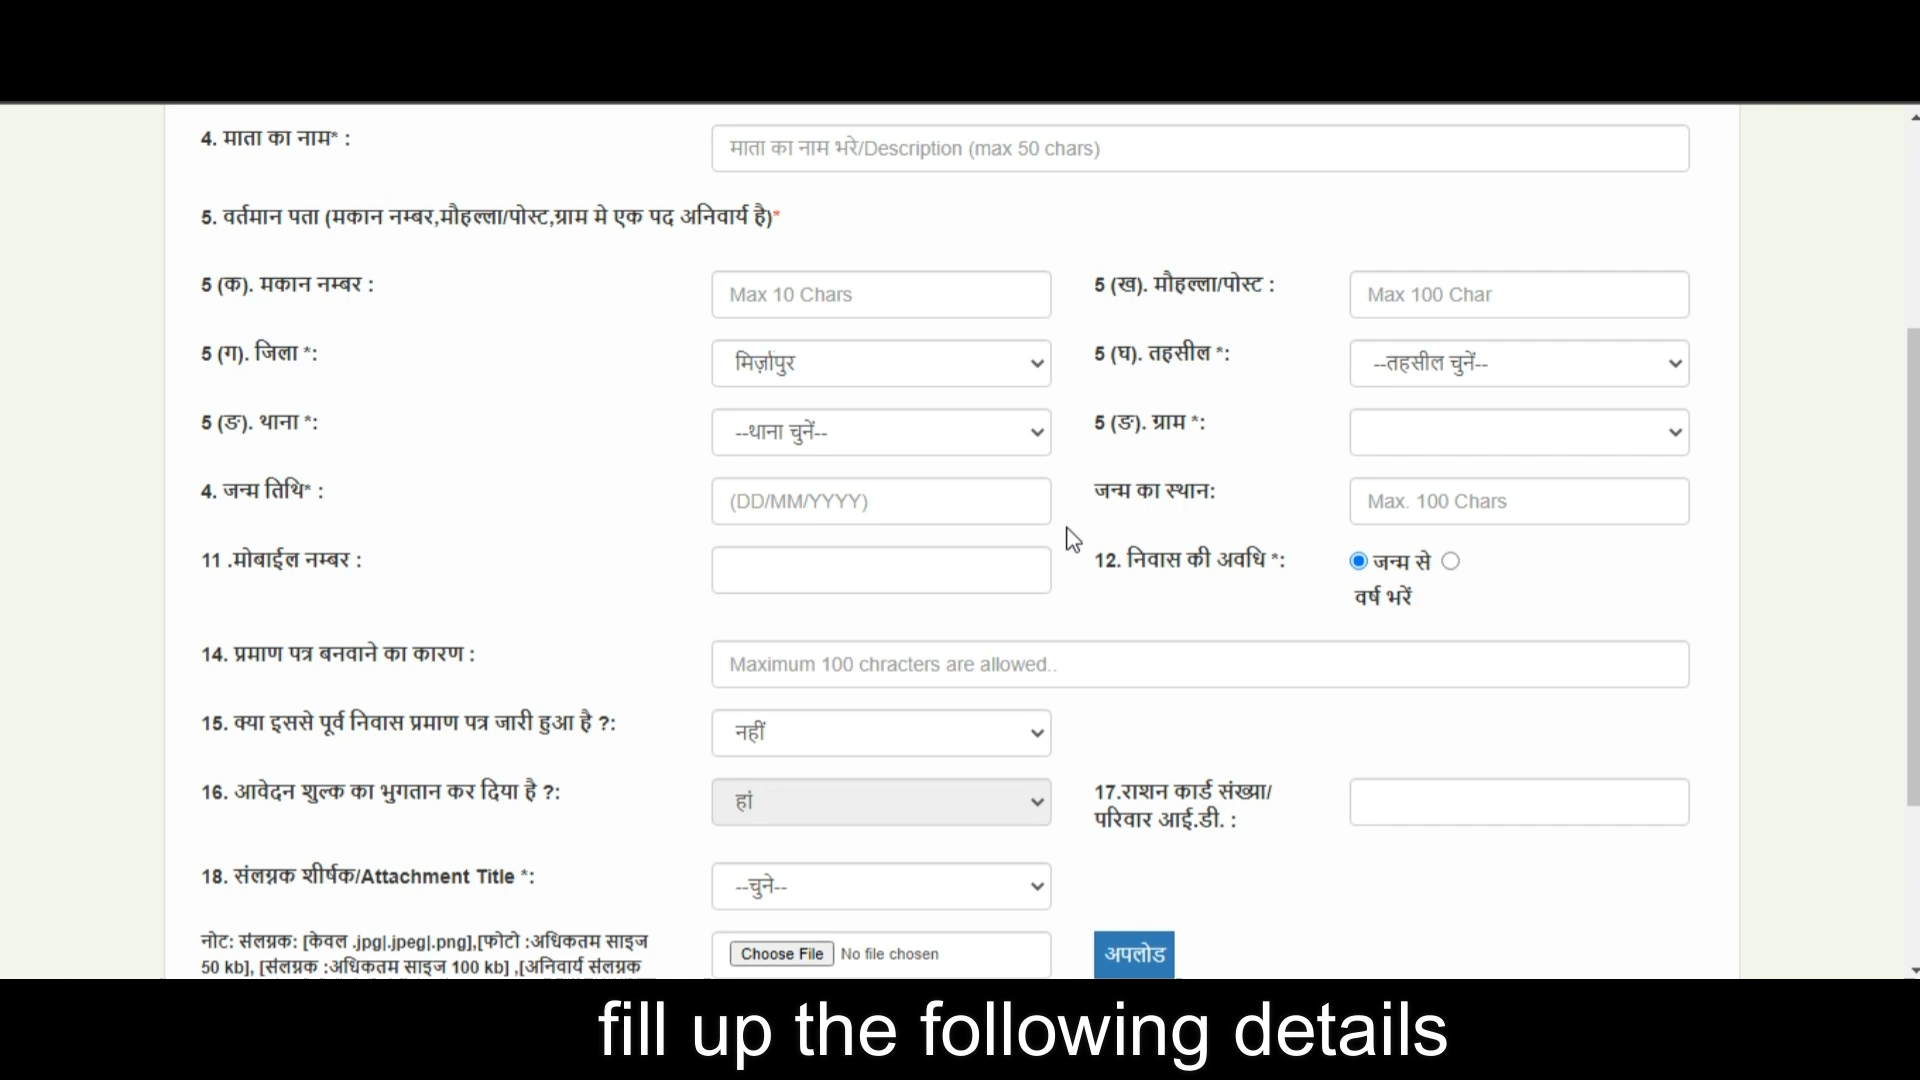 4. माता का नाम* :
माता का नाम भरे/Description (max 50 chars)
5. वर्तमान पता (मकान नम्बर,मौहल्ला/पोस्ट,ग्राम मे एक पद अनिवार्य है)*
5 (क). मकान नम्बर :
Max 10 Chars
5 (ख). मौहल्ला/पोस्ट :
Max 100 Char
5 (ग). जिला *:
मिर्ज़ापुर
5 (घ). तहसील *:
--तहसील चुनें--
5 (ङ). थाना *:
--थाना चुनें--
5 (ङ). ग्राम *:
4. जन्म तिथि* :
(DD/MM/YYYY)
जन्म का स्थान:
Max. 100 Chars
11 .मोबाईल नम्बर :
12. निवास की अवधि *:
जन्म से
वर्ष भरें
14. प्रमाण पत्र बनवाने का कारण :
Maximum 100 chracters are allowed..
15. क्या इससे पूर्व निवास प्रमाण पत्र जारी हुआ है ?:
नहीं
16. आवेदन शुल्क का भुगतान कर दिया है ?:
हां
17.राशन कार्ड संख्या/
परिवार आई.डी. :
18. संलग्नक शीर्षक/Attachment Title *:
--चुने--
नोट: संलग्नक: [केवल .jpg|.jpeg|.png],[फोटो :अधिकतम साइज
50 kb], [संलग्नक :अधिकतम साइज 100 kb] ,[अनिवार्य संलग्नक
Choose File No file chosen
अपलोड
fill up the following details